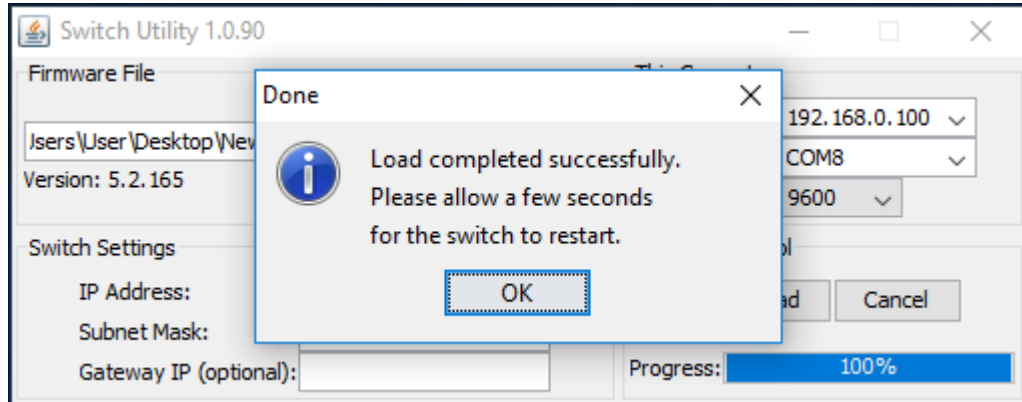 Switch Utility 1.0.90
Firmware File
Done
192.168.0.100
Jsers\User\Desktop\New
Load completed successfully.
COM8
Version: 5.2.165
Please allow a few seconds
9600
for the switch to restart.
Switch Settings
IP Address:
OK
Cancel
Subnet Mask:
Gateway IP (optional):
Progress:
100%